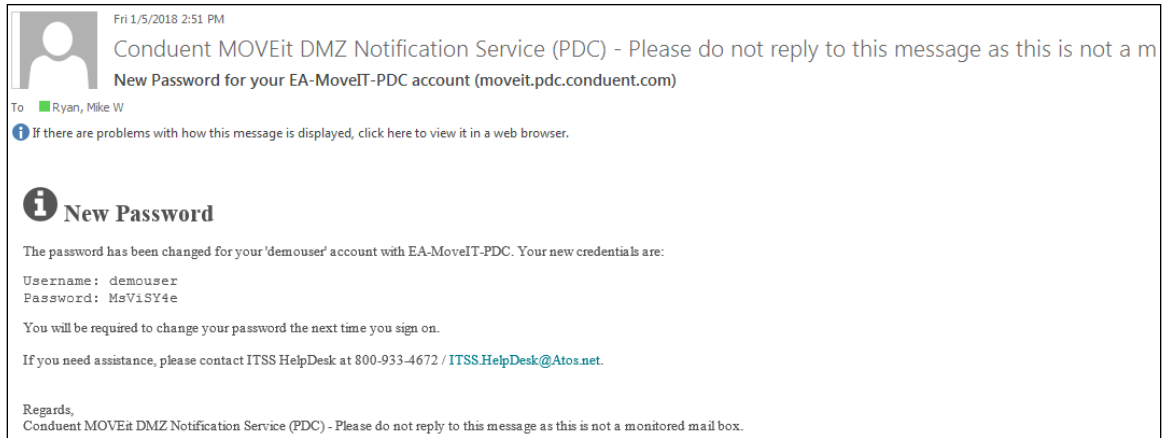 Fri 1/5/2018 2:51 PM
Conduent MOVEit DMZ Notification Service (PDC) - Please do not reply to this message as this is not a m
New Password for your EA-MoveIT-PDC account (moveit.pdc.conduent.com)
To Ryan, Mike W
If there are problems with how this message is displayed, click here to view it in a web browser.
New Password
The password has been changed for your 'demouser' account with EA-MoveIT-PDC. Your new credentials are:
Username: demouser
Password: MsViSY4e
You will be required to change your password the next time you sign on.
If you need assistance, please contact ITSS HelpDesk at 800-933-4672 / ITSS.HelpDesk@Atos.net.
Regards,
Conduent MOVEit DMZ Notification Service (PDC) - Please do not reply to this message as this is not a monitored mail box.